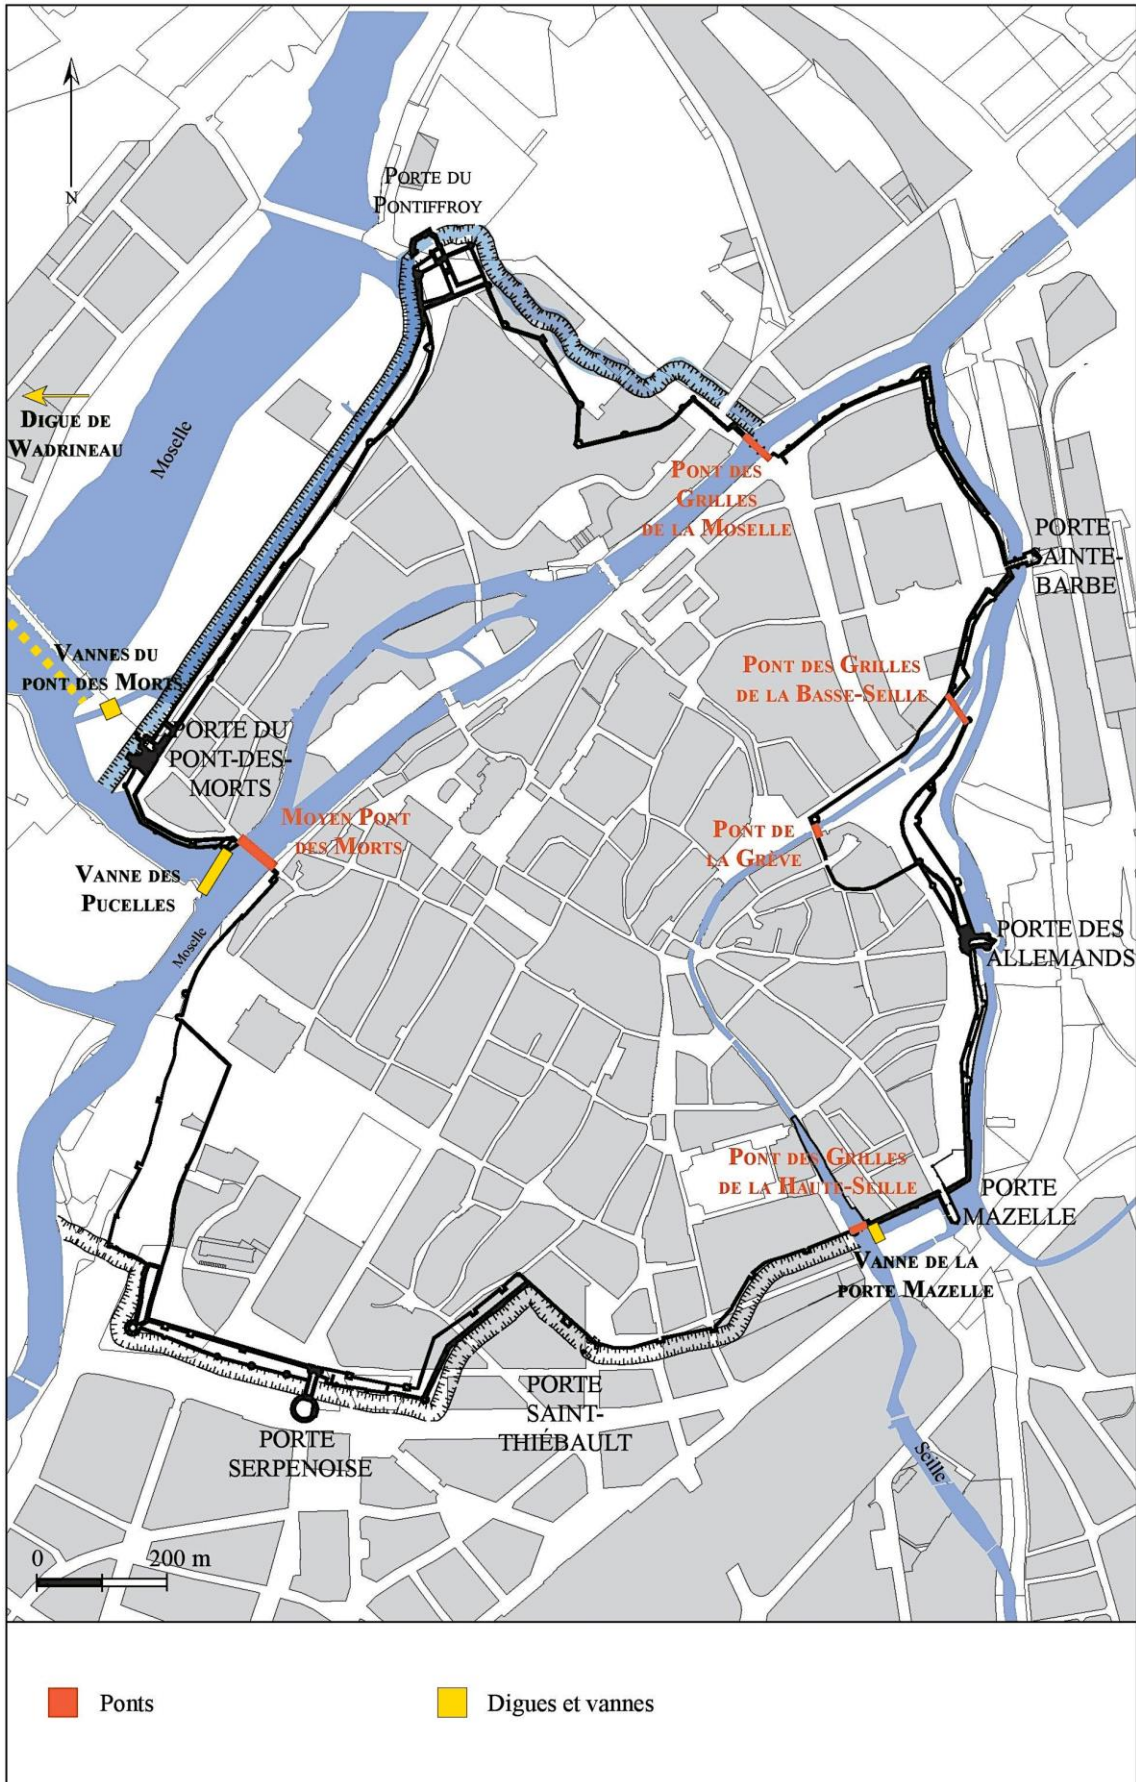 PORTE DU
PONTIFFROY
N
DIGUE DE
WADRINEAU
Moselle
PONT DES
GRILLES
DE LA MOSELLE
PORTE
SAINTE-
BARBE
VANNES DU
PONT DES MORTS
PONT DES GRILLES
DE LA BASSE-SEILLE
PORTE DU
PONT-DES-
MORTS
MOYEN PONT
DES MORTS
PONT DE
LA GRÈVE
VANNE DES
PUCELLES
Moselle
PORTE DES
ALLEMANDS
PONT DES GRILLES
DE LA HAUTE-SEILLE
PORTE
MAZELLE
VANNE DE LA
PORTE MAZELLE
PORTE
SAINT-
THIÉBAULT
PORTE
SERPENOISE
Seille
0 200 m
Ponts
Digues et vannes